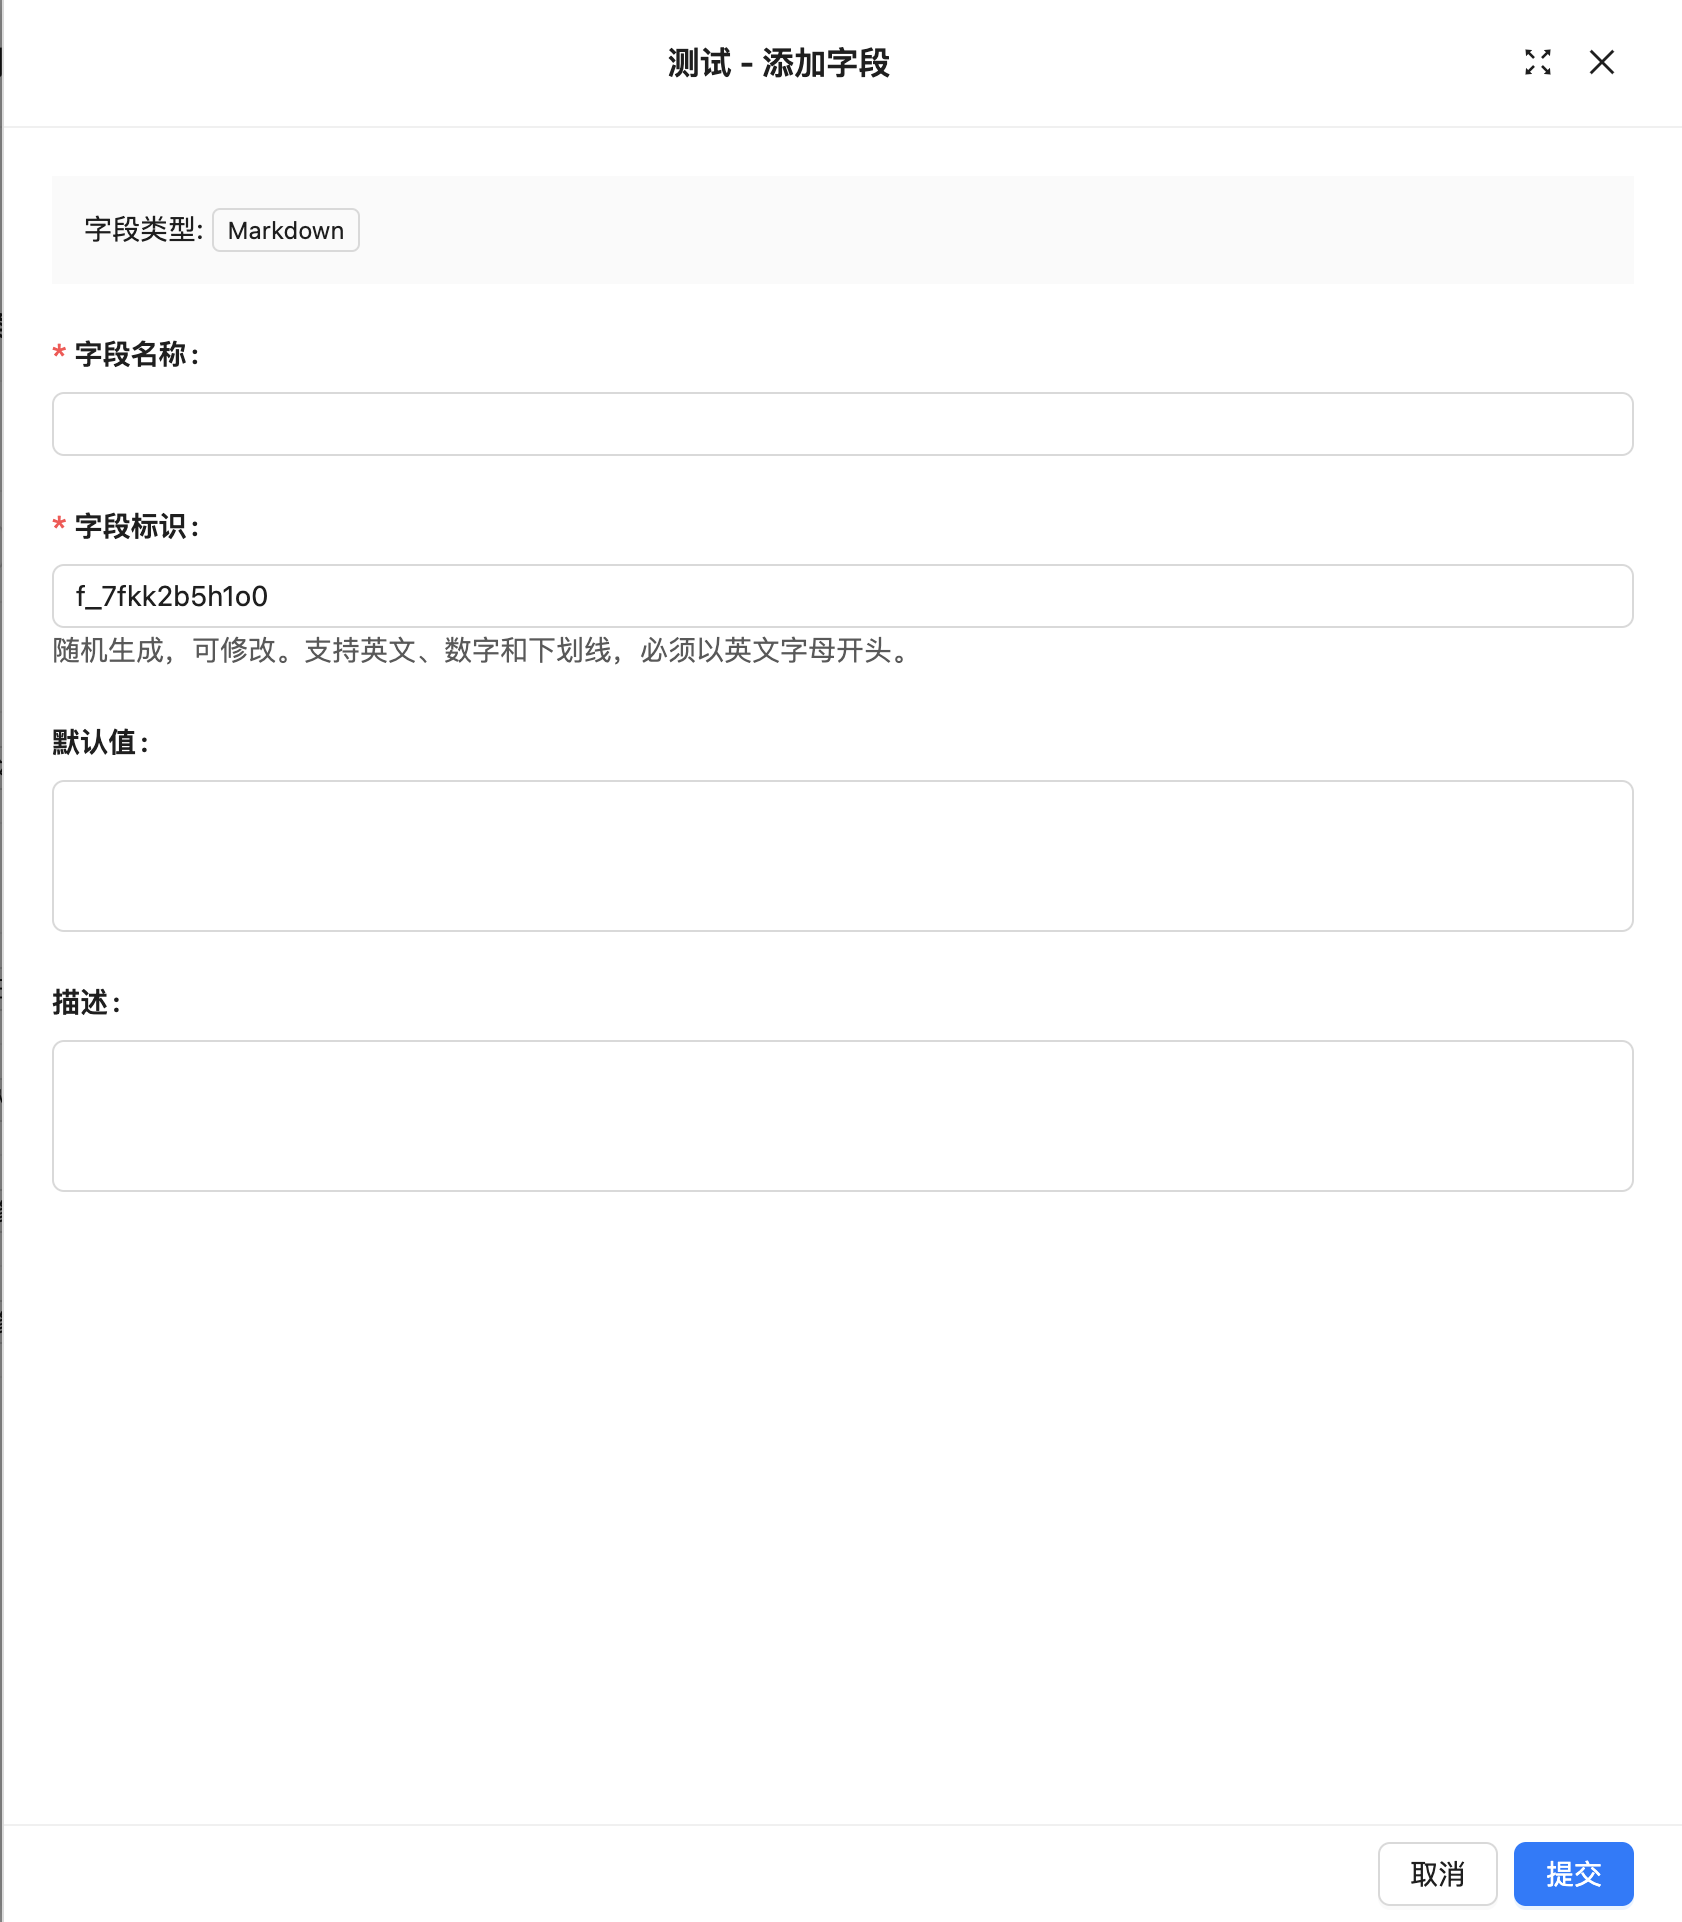 测试 - 添加字段
字段类型: Markdown
* 字段名称:
* 字段标识:
f_7fkk2b5h1o0
随机生成，可修改。支持英文、数字和下划线，必须以英文字母开头。
默认值:
描述:
取消 提交